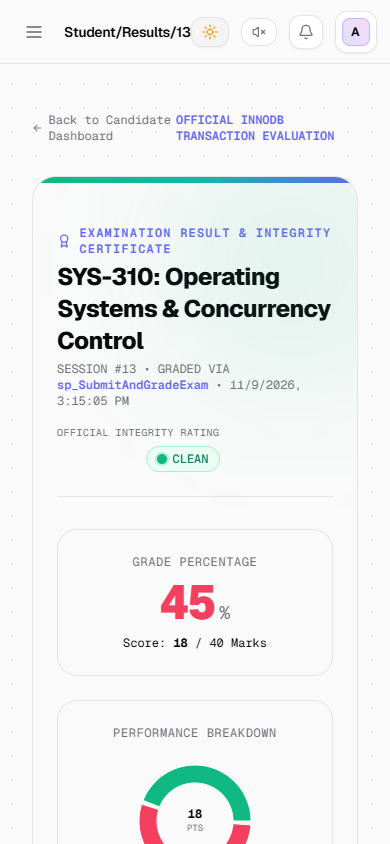 Student/Results/13
A
← Back to Candidate Dashboard
OFFICIAL INNODB TRANSACTION EVALUATION
EXAMINATION RESULT & INTEGRITY
CERTIFICATE
SYS-310: Operating
Systems & Concurrency
Control
SESSION #13 • GRADED VIA
sp_SubmitAndGradeExam • 11/9/2026,
3:15:05 PM
OFFICIAL INTEGRITY RATING
CLEAN
GRADE PERCENTAGE
45%
Score: 18 / 40 Marks
PERFORMANCE BREAKDOWN
18
PTS